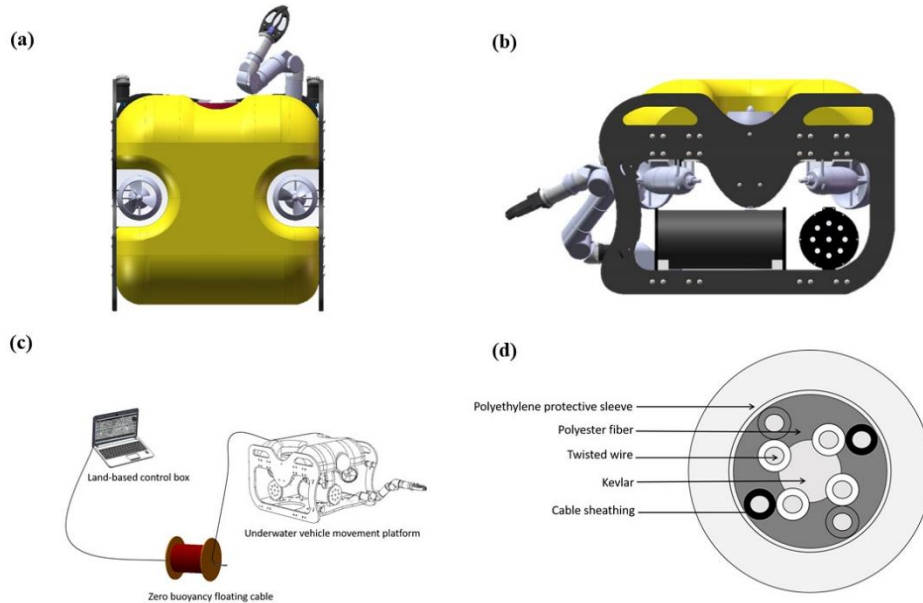 (a)
(b)
(c)
Land-based control box
Underwater vehicle movement platform
Zero buoyancy floating cable
(d)
Polyethylene protective sleeve
Polyester fiber
Twisted wire
Kevlar
Cable sheathing